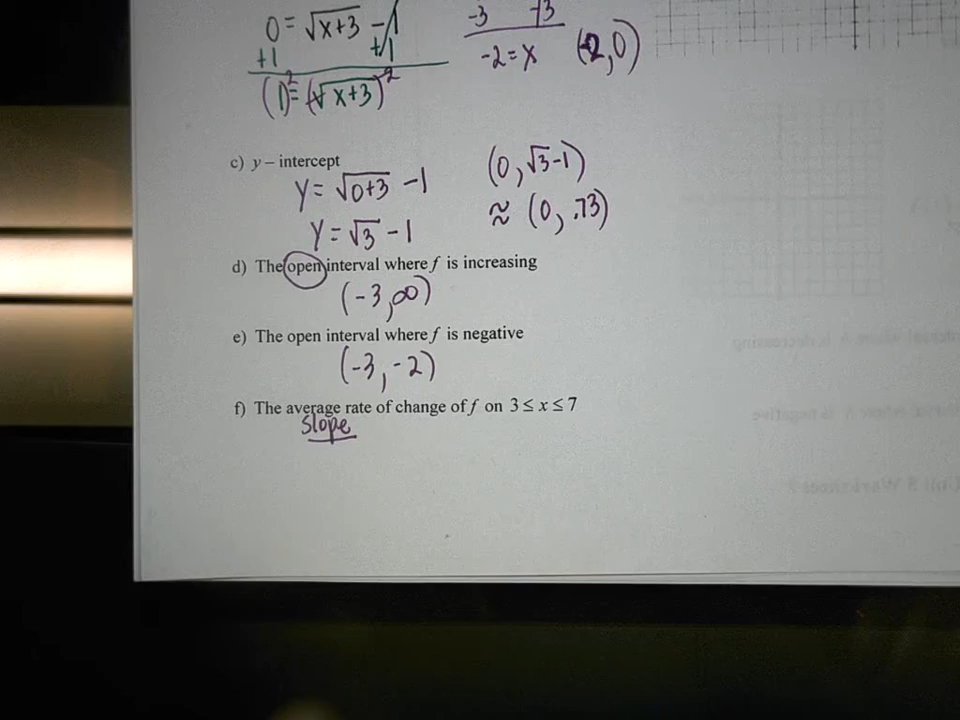 0 = √x+3 - 1
+1 +1
(1)² = (√x+3)²
-3 +3
-2 = x (-2,0)
c) y – intercept
y = √0+3 - 1
y = √3 - 1
(0, √3-1)
≈ (0, .73)
d) The open interval where f is increasing
(-3, ∞)
e) The open interval where f is negative
(-3, -2)
f) The average rate of change of f on 3 ≤ x ≤ 7
slope